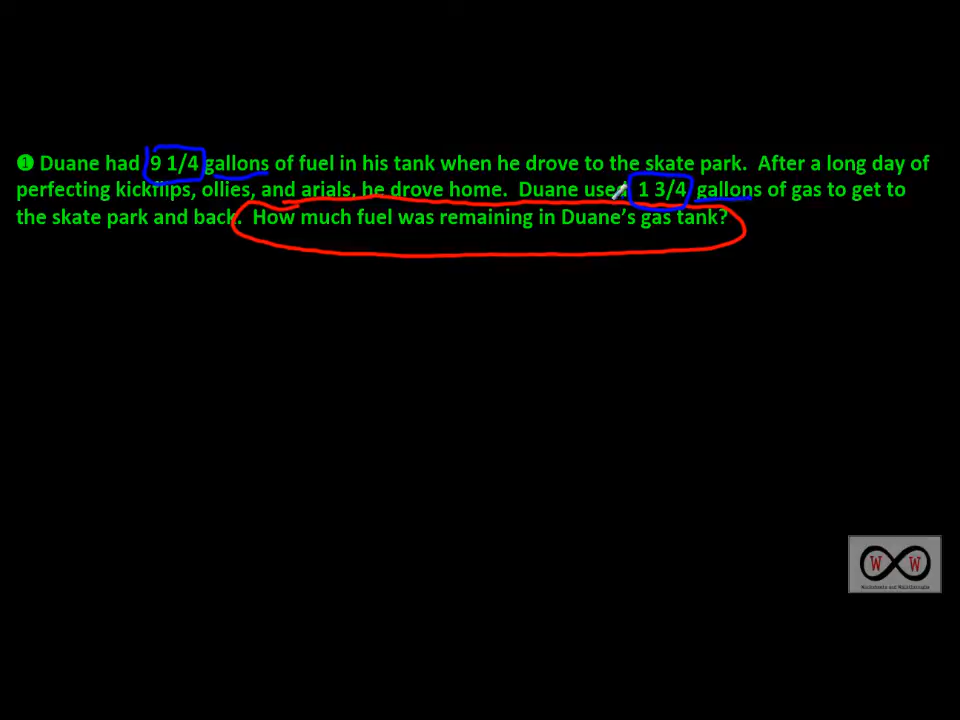 ❶ Duane had 9 1/4 gallons of fuel in his tank when he drove to the skate park. After a long day of
perfecting kickflips, ollies, and arials, he drove home. Duane used 1 3/4 gallons of gas to get to
the skate park and back. How much fuel was remaining in Duane's gas tank?
W W